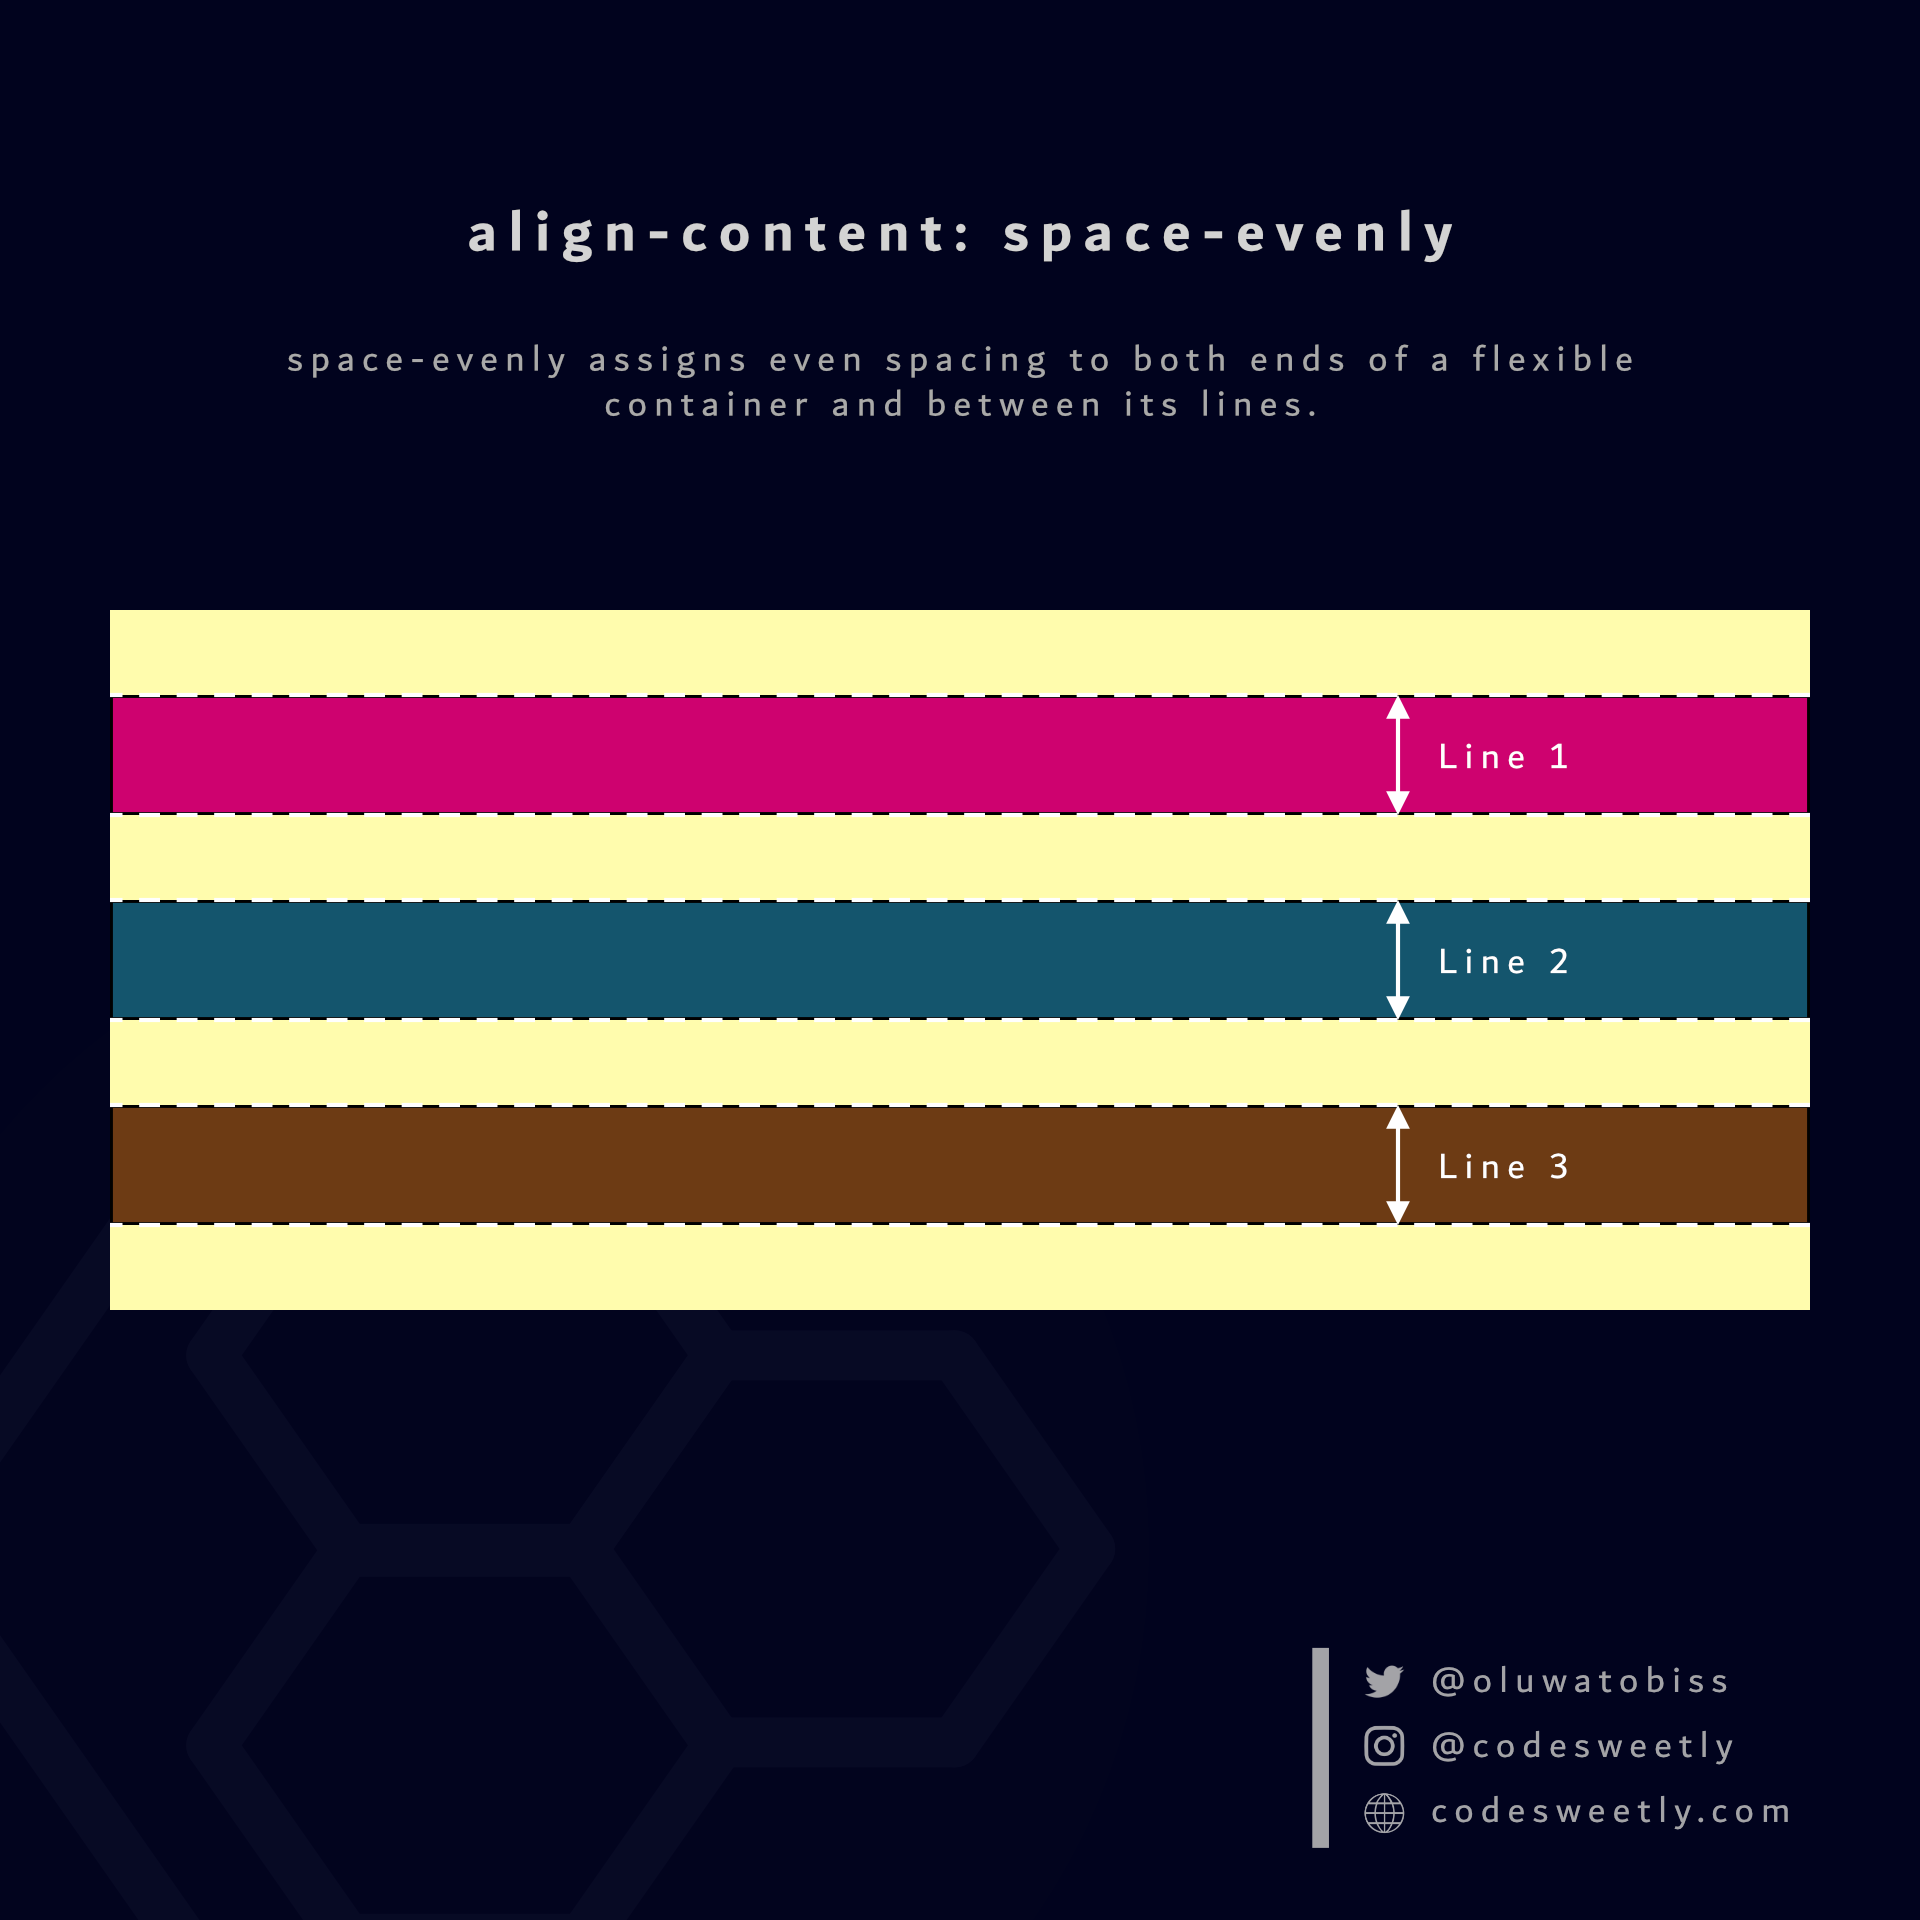 align-content: space-evenly
space-evenly assigns even spacing to both ends of a flexible
container and between its lines.
Line 1
Line 2
Line 3
@oluwatobiss
@codesweetly
codesweetly.com